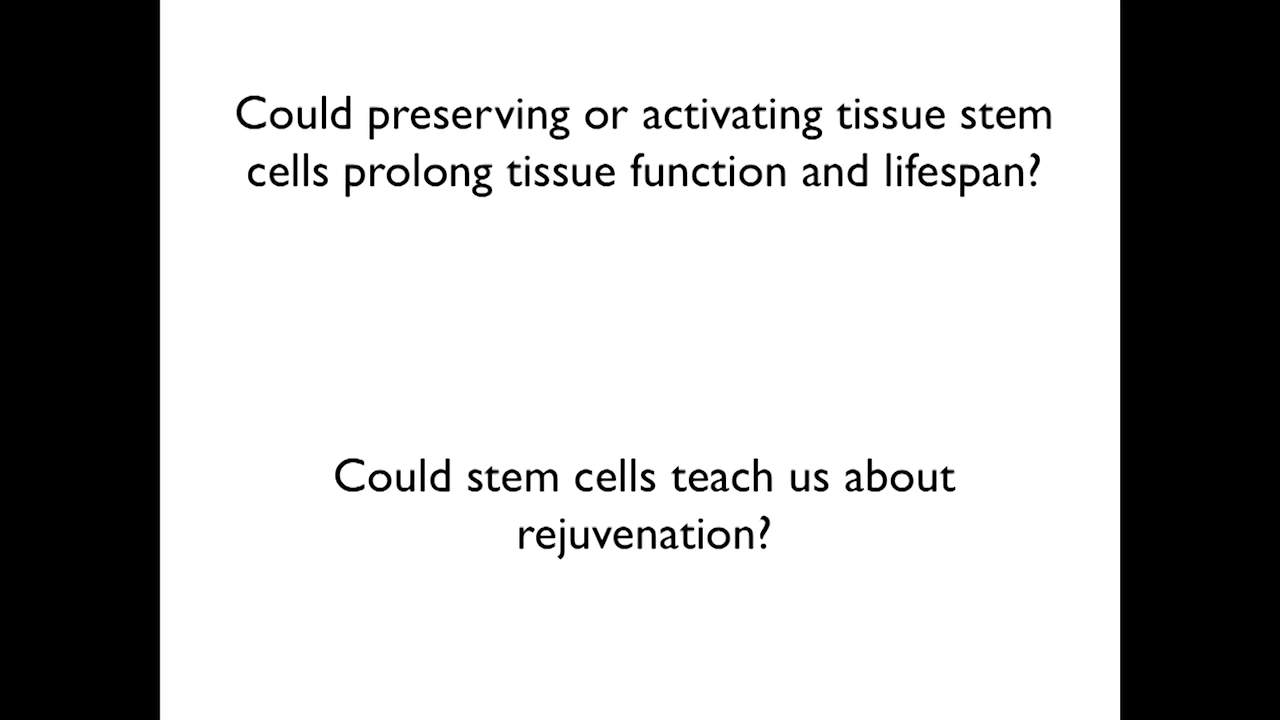 Could preserving or activating tissue stem
cells prolong tissue function and lifespan?
Could stem cells teach us about
rejuvenation?